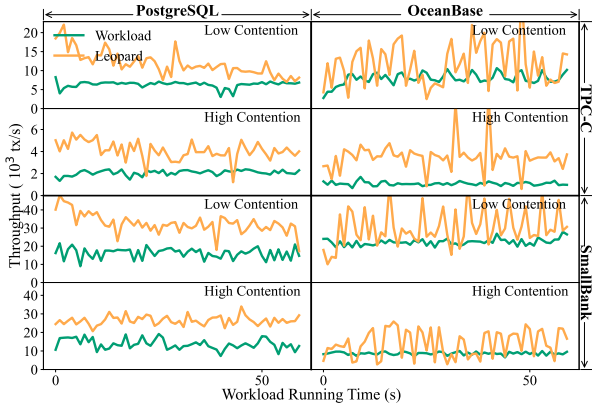 PostgreSQL OceanBase
Workload
Leopard
Low Contention
Low Contention
20
15
10
5
0
TPC-C
High Contention
High Contention
6
4
2
0
Throughput ( 10³ tx/s)
Low Contention
Low Contention
40
30
20
10
0
SmallBank
High Contention
High Contention
40
30
20
10
0
0 50 0 50
Workload Running Time (s)